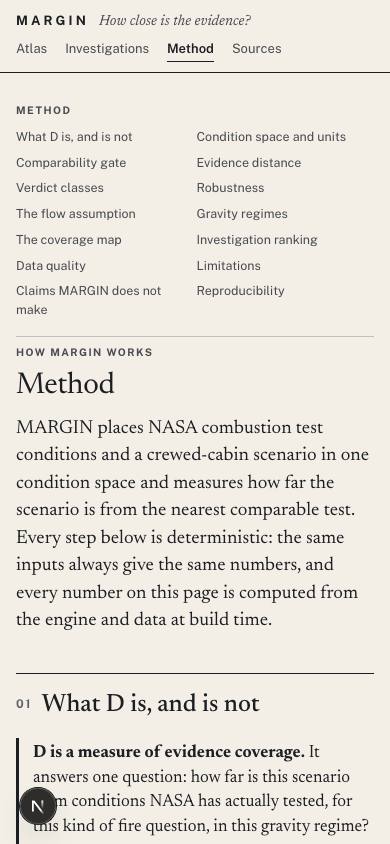 MARGIN How close is the evidence?
Atlas Investigations Method Sources
METHOD
What D is, and is not
Condition space and units
Comparability gate
Evidence distance
Verdict classes
Robustness
The flow assumption
Gravity regimes
The coverage map
Investigation ranking
Data quality
Limitations
Claims MARGIN does not
make
Reproducibility
HOW MARGIN WORKS
Method
MARGIN places NASA combustion test
conditions and a crewed-cabin scenario in one
condition space and measures how far the
scenario is from the nearest comparable test.
Every step below is deterministic: the same
inputs always give the same numbers, and
every number on this page is computed from
the engine and data at build time.
01 What D is, and is not
D is a measure of evidence coverage. It
answers one question: how far is this scenario
conditions NASA has actually tested, for
this kind of fire question, in this gravity regime?
N